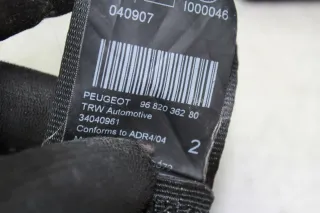 040907 I000046
PEUGEOT 96 820 362 80
TRW Automotive
34040961
Conforms to ADR4/04
2